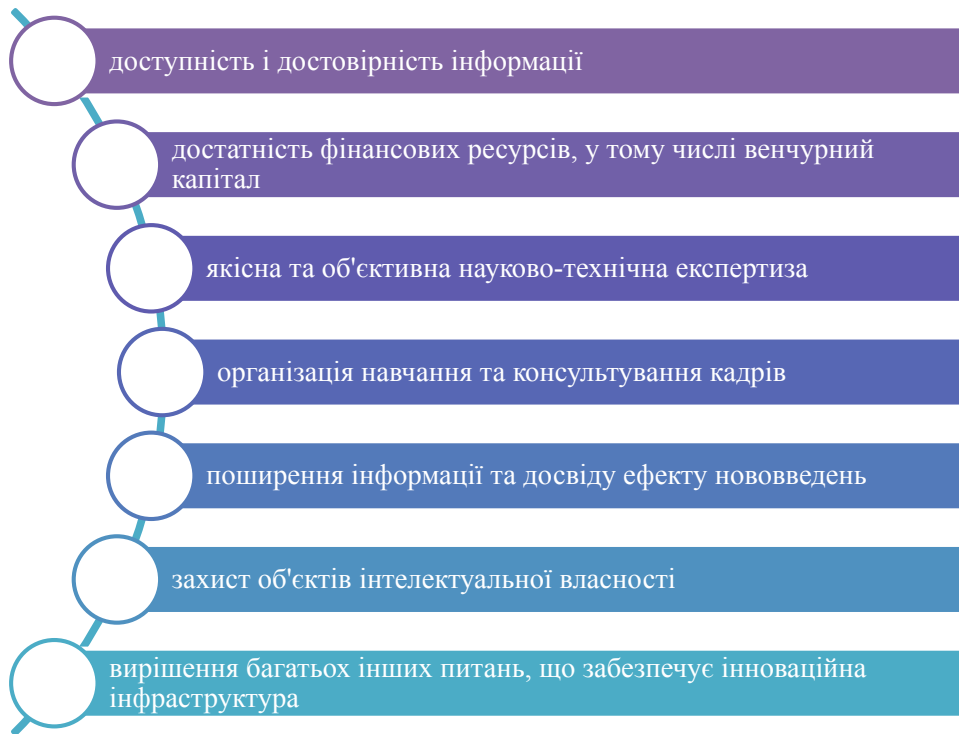 доступність і достовірність інформації
достатність фінансових ресурсів, у тому числі венчурний
капітал
якісна та об'єктивна науково-технічна експертиза
організація навчання та консультування кадрів
поширення інформації та досвіду ефекту нововведень
захист об'єктів інтелектуальної власності
вирішення багатьох інших питань, що забезпечує інноваційна
інфраструктура